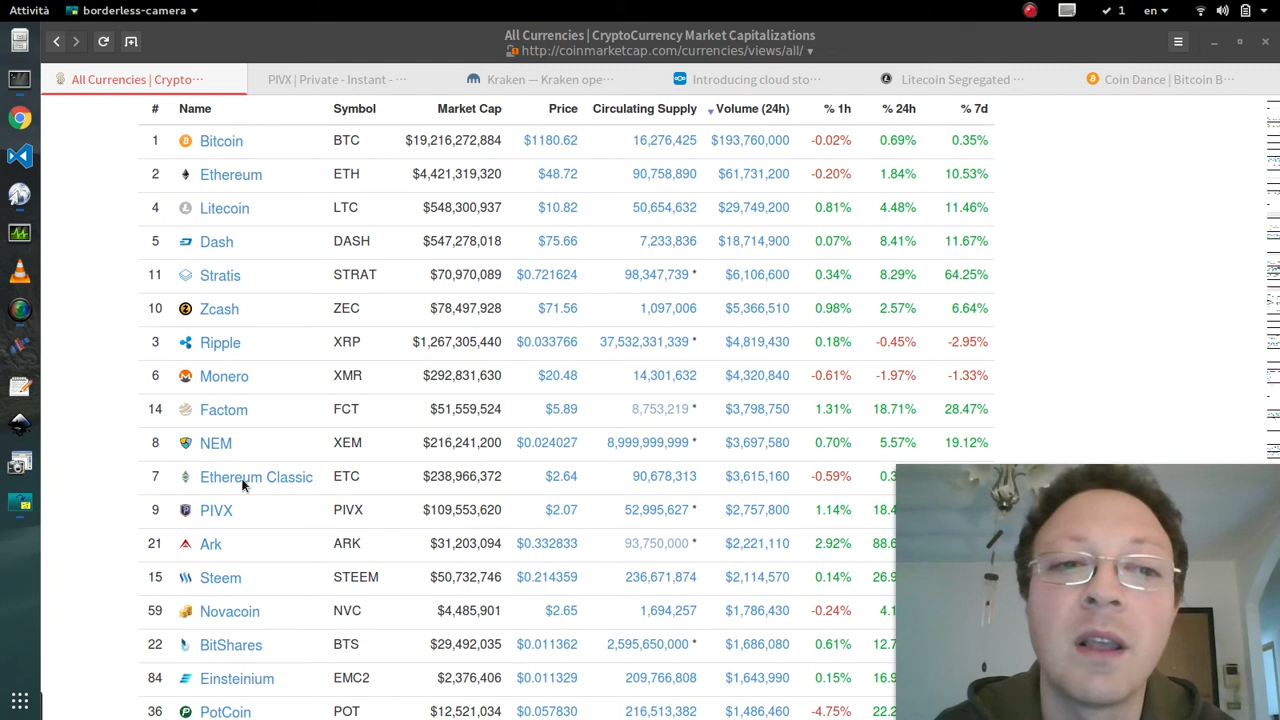 Attività borderless-camera 1 en
All Currencies | CryptoCurrency Market Capitalizations
http://coinmarketcap.com/currencies/views/all/
All Currencies | Crypto··· PIVX | Private - Instant - ··· Kraken — Kraken ope··· Introducing cloud sto··· Litecoin Segregated ··· Coin Dance | Bitcoin B···
# Name Symbol Market Cap Price Circulating Supply Volume (24h) % 1h % 24h % 7d
1 Bitcoin BTC $19,216,272,884 $1180.62 16,276,425 $193,760,000 -0.02% 0.69% 0.35%
2 Ethereum ETH $4,421,319,320 $48.72 90,758,890 $61,731,200 -0.20% 1.84% 10.53%
4 Litecoin LTC $548,300,937 $10.82 50,654,632 $29,749,200 0.81% 4.48% 11.46%
5 Dash DASH $547,278,018 $75.66 7,233,836 $18,714,900 0.07% 8.41% 11.67%
11 Stratis STRAT $70,970,089 $0.721624 98,347,739 * $6,106,600 0.34% 8.29% 64.25%
10 Zcash ZEC $78,497,928 $71.56 1,097,006 $5,366,510 0.98% 2.57% 6.64%
3 Ripple XRP $1,267,305,440 $0.033766 37,532,331,339 * $4,819,430 0.18% -0.45% -2.95%
6 Monero XMR $292,831,630 $20.48 14,301,632 $4,320,840 -0.61% -1.97% -1.33%
14 Factom FCT $51,559,524 $5.89 8,753,219 * $3,798,750 1.31% 18.71% 28.47%
8 NEM XEM $216,241,200 $0.024027 8,999,999,999 * $3,697,580 0.70% 5.57% 19.12%
7 Ethereum Classic ETC $238,966,372 $2.64 90,678,313 $3,615,160 -0.59% 0.3
9 PIVX PIVX $109,553,620 $2.07 52,995,627 * $2,757,800 1.14% 18.4
21 Ark ARK $31,203,094 $0.332833 93,750,000 * $2,221,110 2.92% 88.6
15 Steem STEEM $50,732,746 $0.214359 236,671,874 $2,114,570 0.14% 26.9
59 Novacoin NVC $4,485,901 $2.65 1,694,257 $1,786,430 -0.24% 4.1
22 BitShares BTS $29,492,035 $0.011362 2,595,650,000 * $1,686,080 0.61% 12.7
84 Einsteinium EMC2 $2,376,406 $0.011329 209,766,808 $1,643,990 0.15% 16.9
36 PotCoin POT $12,521,034 $0.057830 216,513,382 $1,486,460 -4.75% 22.2